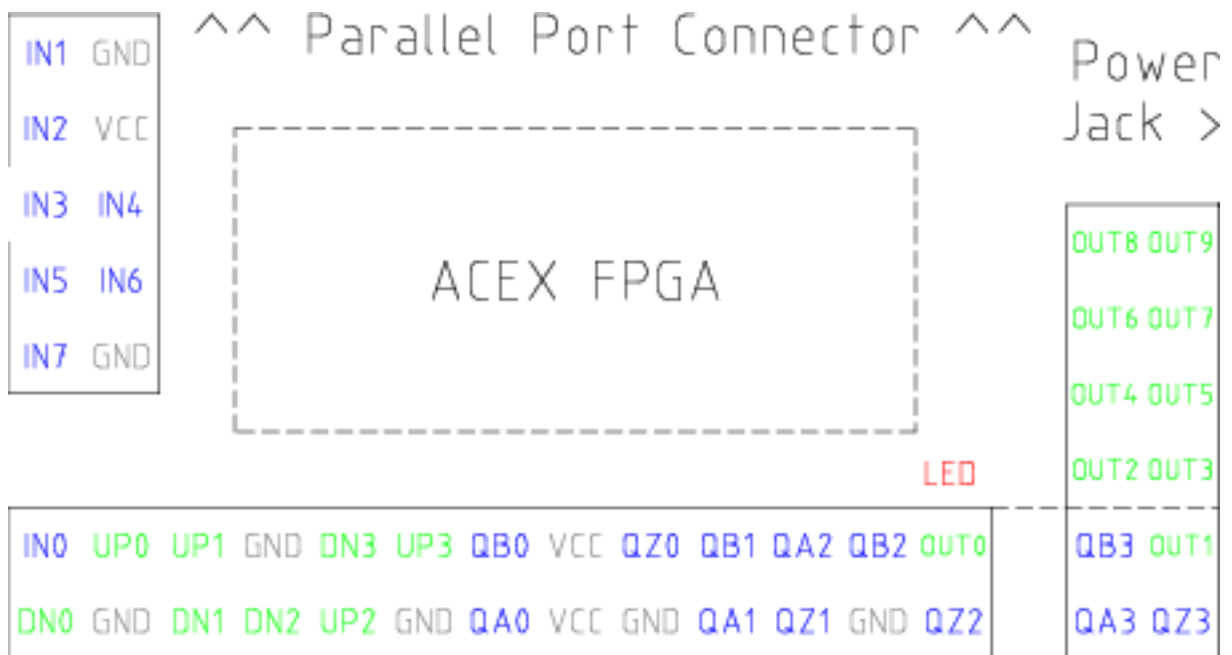 ^^ Parallel Port Connector ^^
Power
Jack >
IN1 GND
IN2 VCC
IN3 IN4
IN5 IN6
IN7 GND
ACEX FPGA
OUT8 OUT9
OUT6 OUT7
OUT4 OUT5
OUT2 OUT3
LED
IN0 UP0 UP1 GND DN3 UP3 QB0 VCC QZ0 QB1 QA2 QB2 OUT0
QB3 OUT1
DN0 GND DN1 DN2 UP2 GND QA0 VCC GND QA1 QZ1 GND QZ2
QA3 QZ3